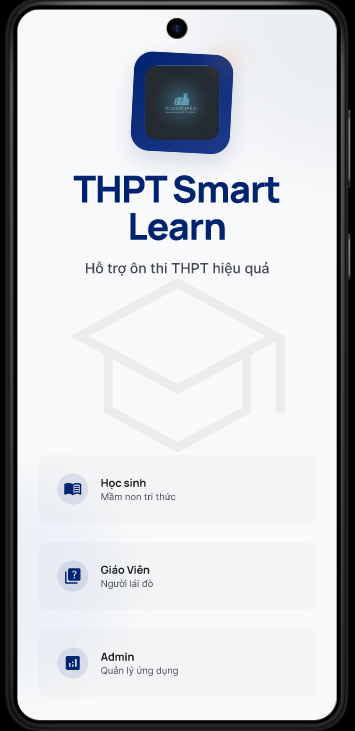 THPT Smart
Learn
Hỗ trợ ôn thi THPT hiệu quả
Học sinh
Mầm non tri thức
Giáo Viên
Người lái đò
Admin
Quản lý ứng dụng